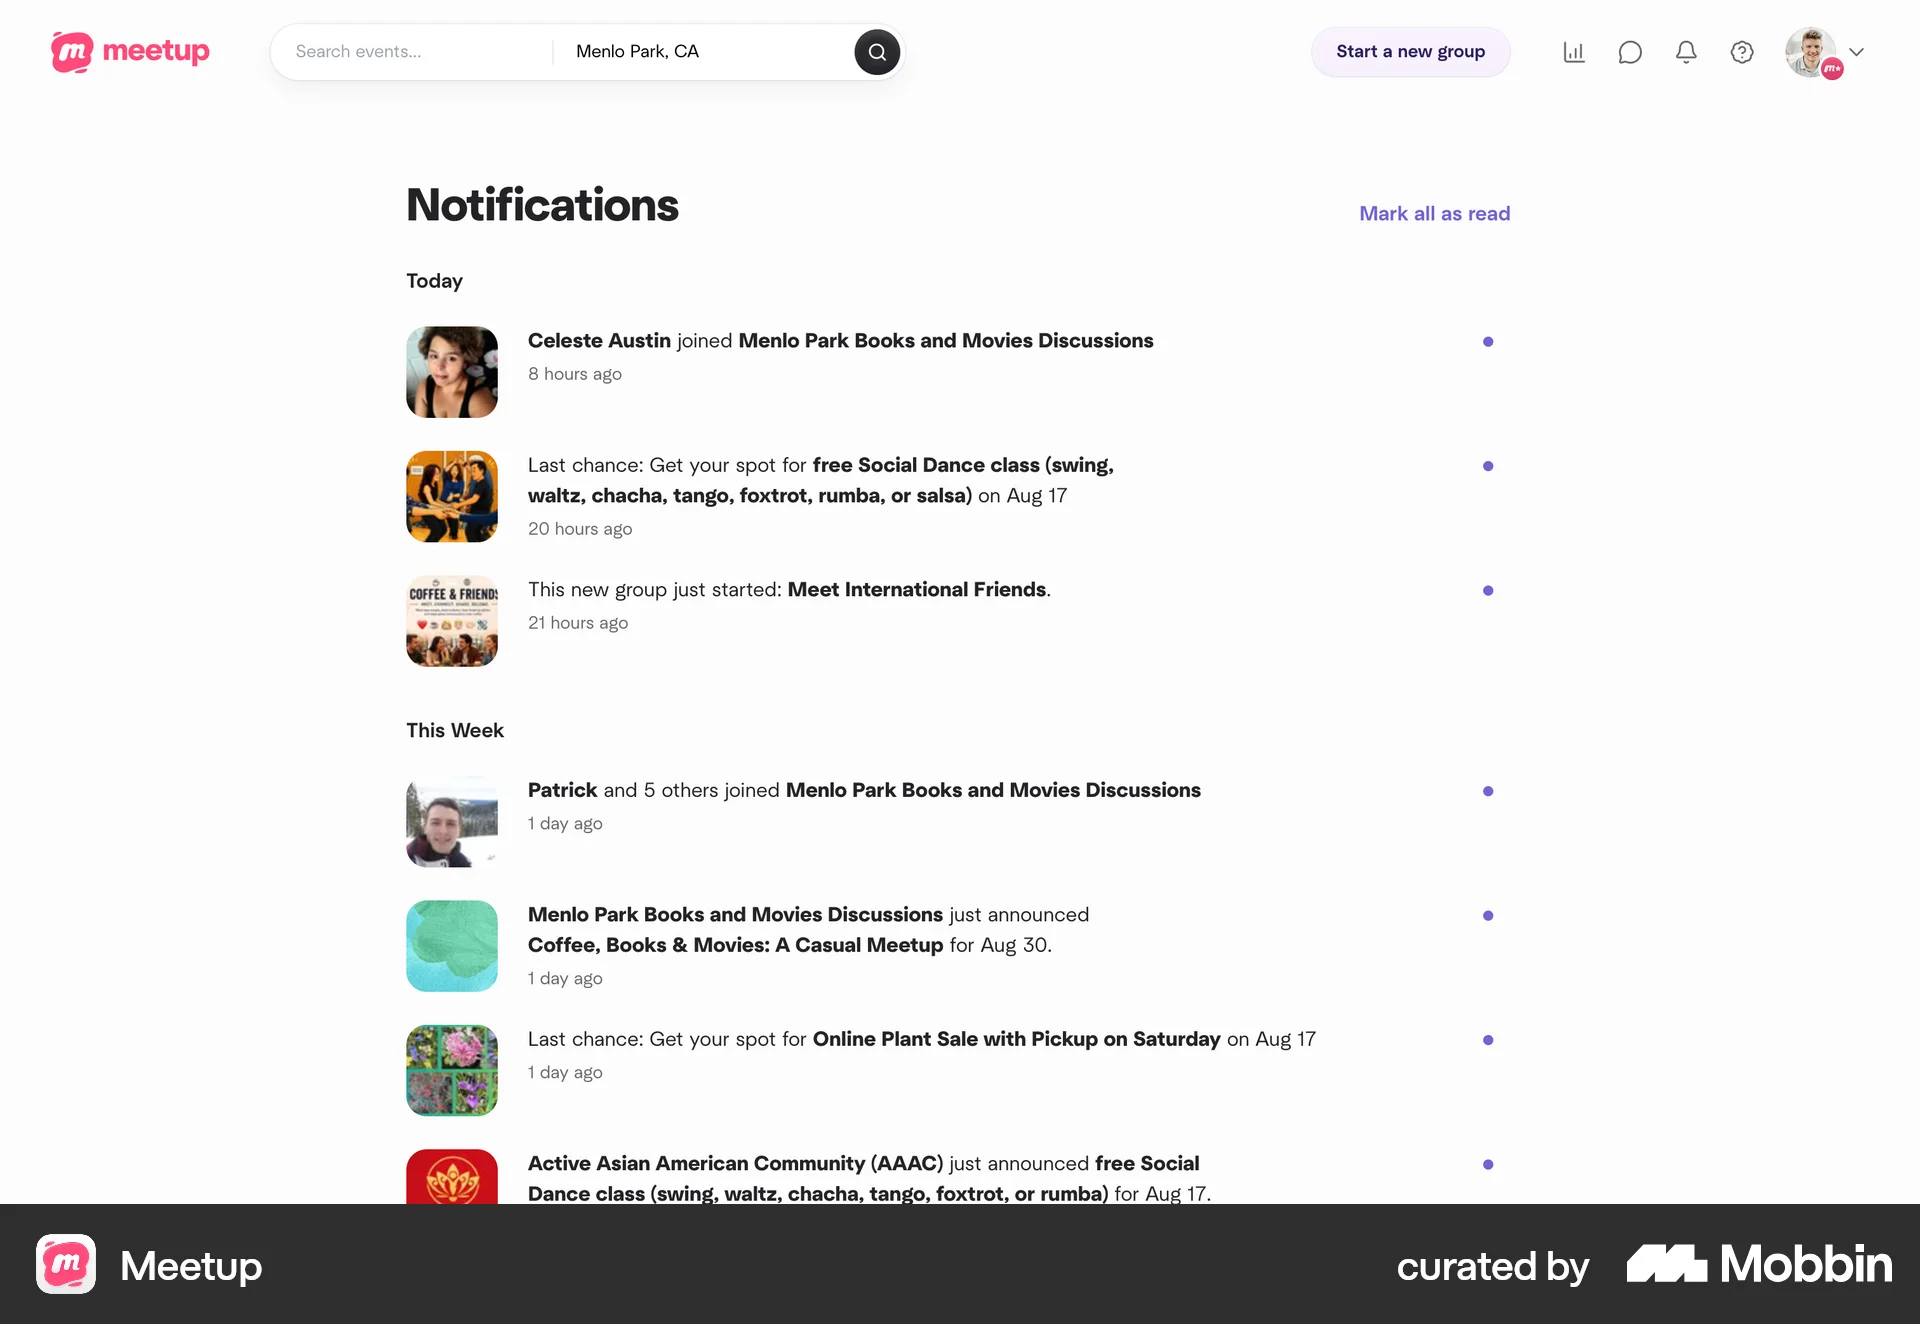 meetup
Search events...
Menlo Park, CA
Start a new group
Notifications
Mark all as read
Today
Celeste Austin joined Menlo Park Books and Movies Discussions
8 hours ago
Last chance: Get your spot for free Social Dance class (swing,
waltz, chacha, tango, foxtrot, rumba, or salsa) on Aug 17
20 hours ago
COFFEE & FRIENDS
This new group just started: Meet International Friends.
21 hours ago
This Week
Patrick and 5 others joined Menlo Park Books and Movies Discussions
1 day ago
Menlo Park Books and Movies Discussions just announced
Coffee, Books & Movies: A Casual Meetup for Aug 30.
1 day ago
Last chance: Get your spot for Online Plant Sale with Pickup on Saturday on Aug 17
1 day ago
Active Asian American Community (AAAC) just announced free Social
Dance class (swing, waltz, chacha, tango, foxtrot, or rumba) for Aug 17.
Meetup
curated by Mobbin